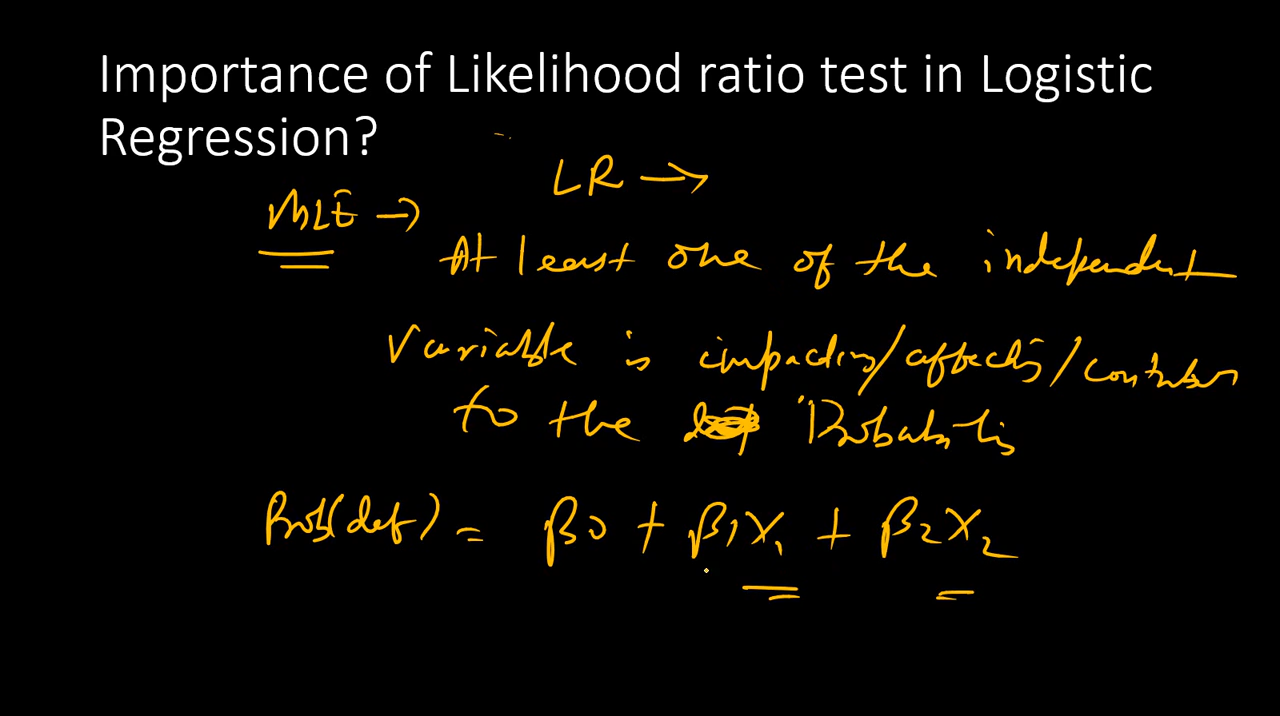 Importance of Likelihood ratio test in Logistic
Regression?
LR →
MLE →
At least one of the independent
variable is impacting/affecting/contributes
to the Probability
Prob(def) = β0 + β1X1 + β2X2